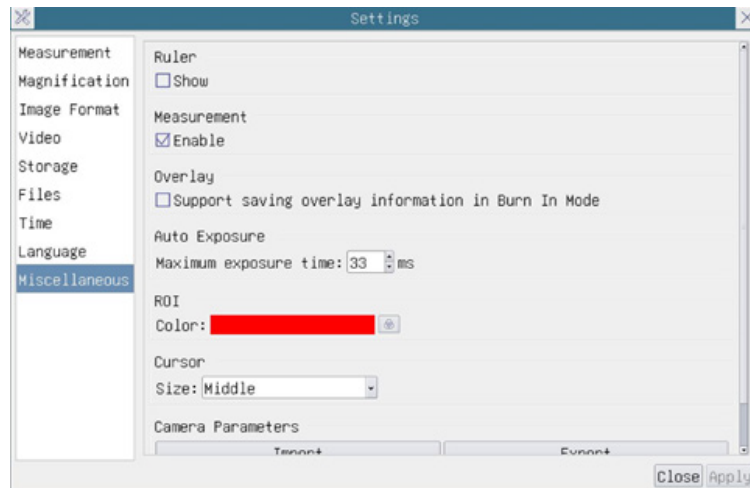 Settings
Measurement
Magnification
Image Format
Video
Storage
Files
Time
Language
Miscellaneous
Ruler
Show
Measurement
Enable
Overlay
Support saving overlay information in Burn In Mode
Auto Exposure
Maximum exposure time: 33 ms
ROI
Color:
Cursor
Size: Middle
Camera Parameters
Import Export
Close Apply